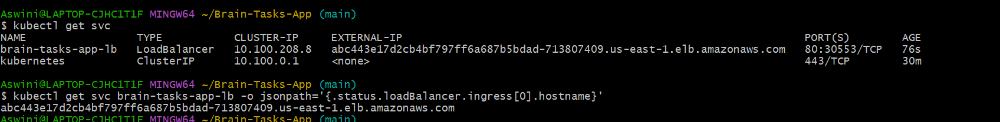 Aswini@LAPTOP-CJHC1T1F MINGW64 ~/Brain-Tasks-App (main)
$ kubectl get svc
NAME TYPE CLUSTER-IP EXTERNAL-IP PORT(S) AGE
brain-tasks-app-lb LoadBalancer 10.100.208.8 abc443e17d2cb4bf797ff6a687b5bdad-713807409.us-east-1.elb.amazonaws.com 80:30553/TCP 76s
kubernetes ClusterIP 10.100.0.1 <none> 443/TCP 30m
Aswini@LAPTOP-CJHC1T1F MINGW64 ~/Brain-Tasks-App (main)
$ kubectl get svc brain-tasks-app-lb -o jsonpath='{.status.loadBalancer.ingress[0].hostname}'
abc443e17d2cb4bf797ff6a687b5bdad-713807409.us-east-1.elb.amazonaws.com
Aswini@LAPTOP-CJHC1T1F MINGW64 ~/Brain-Tasks-App (main)